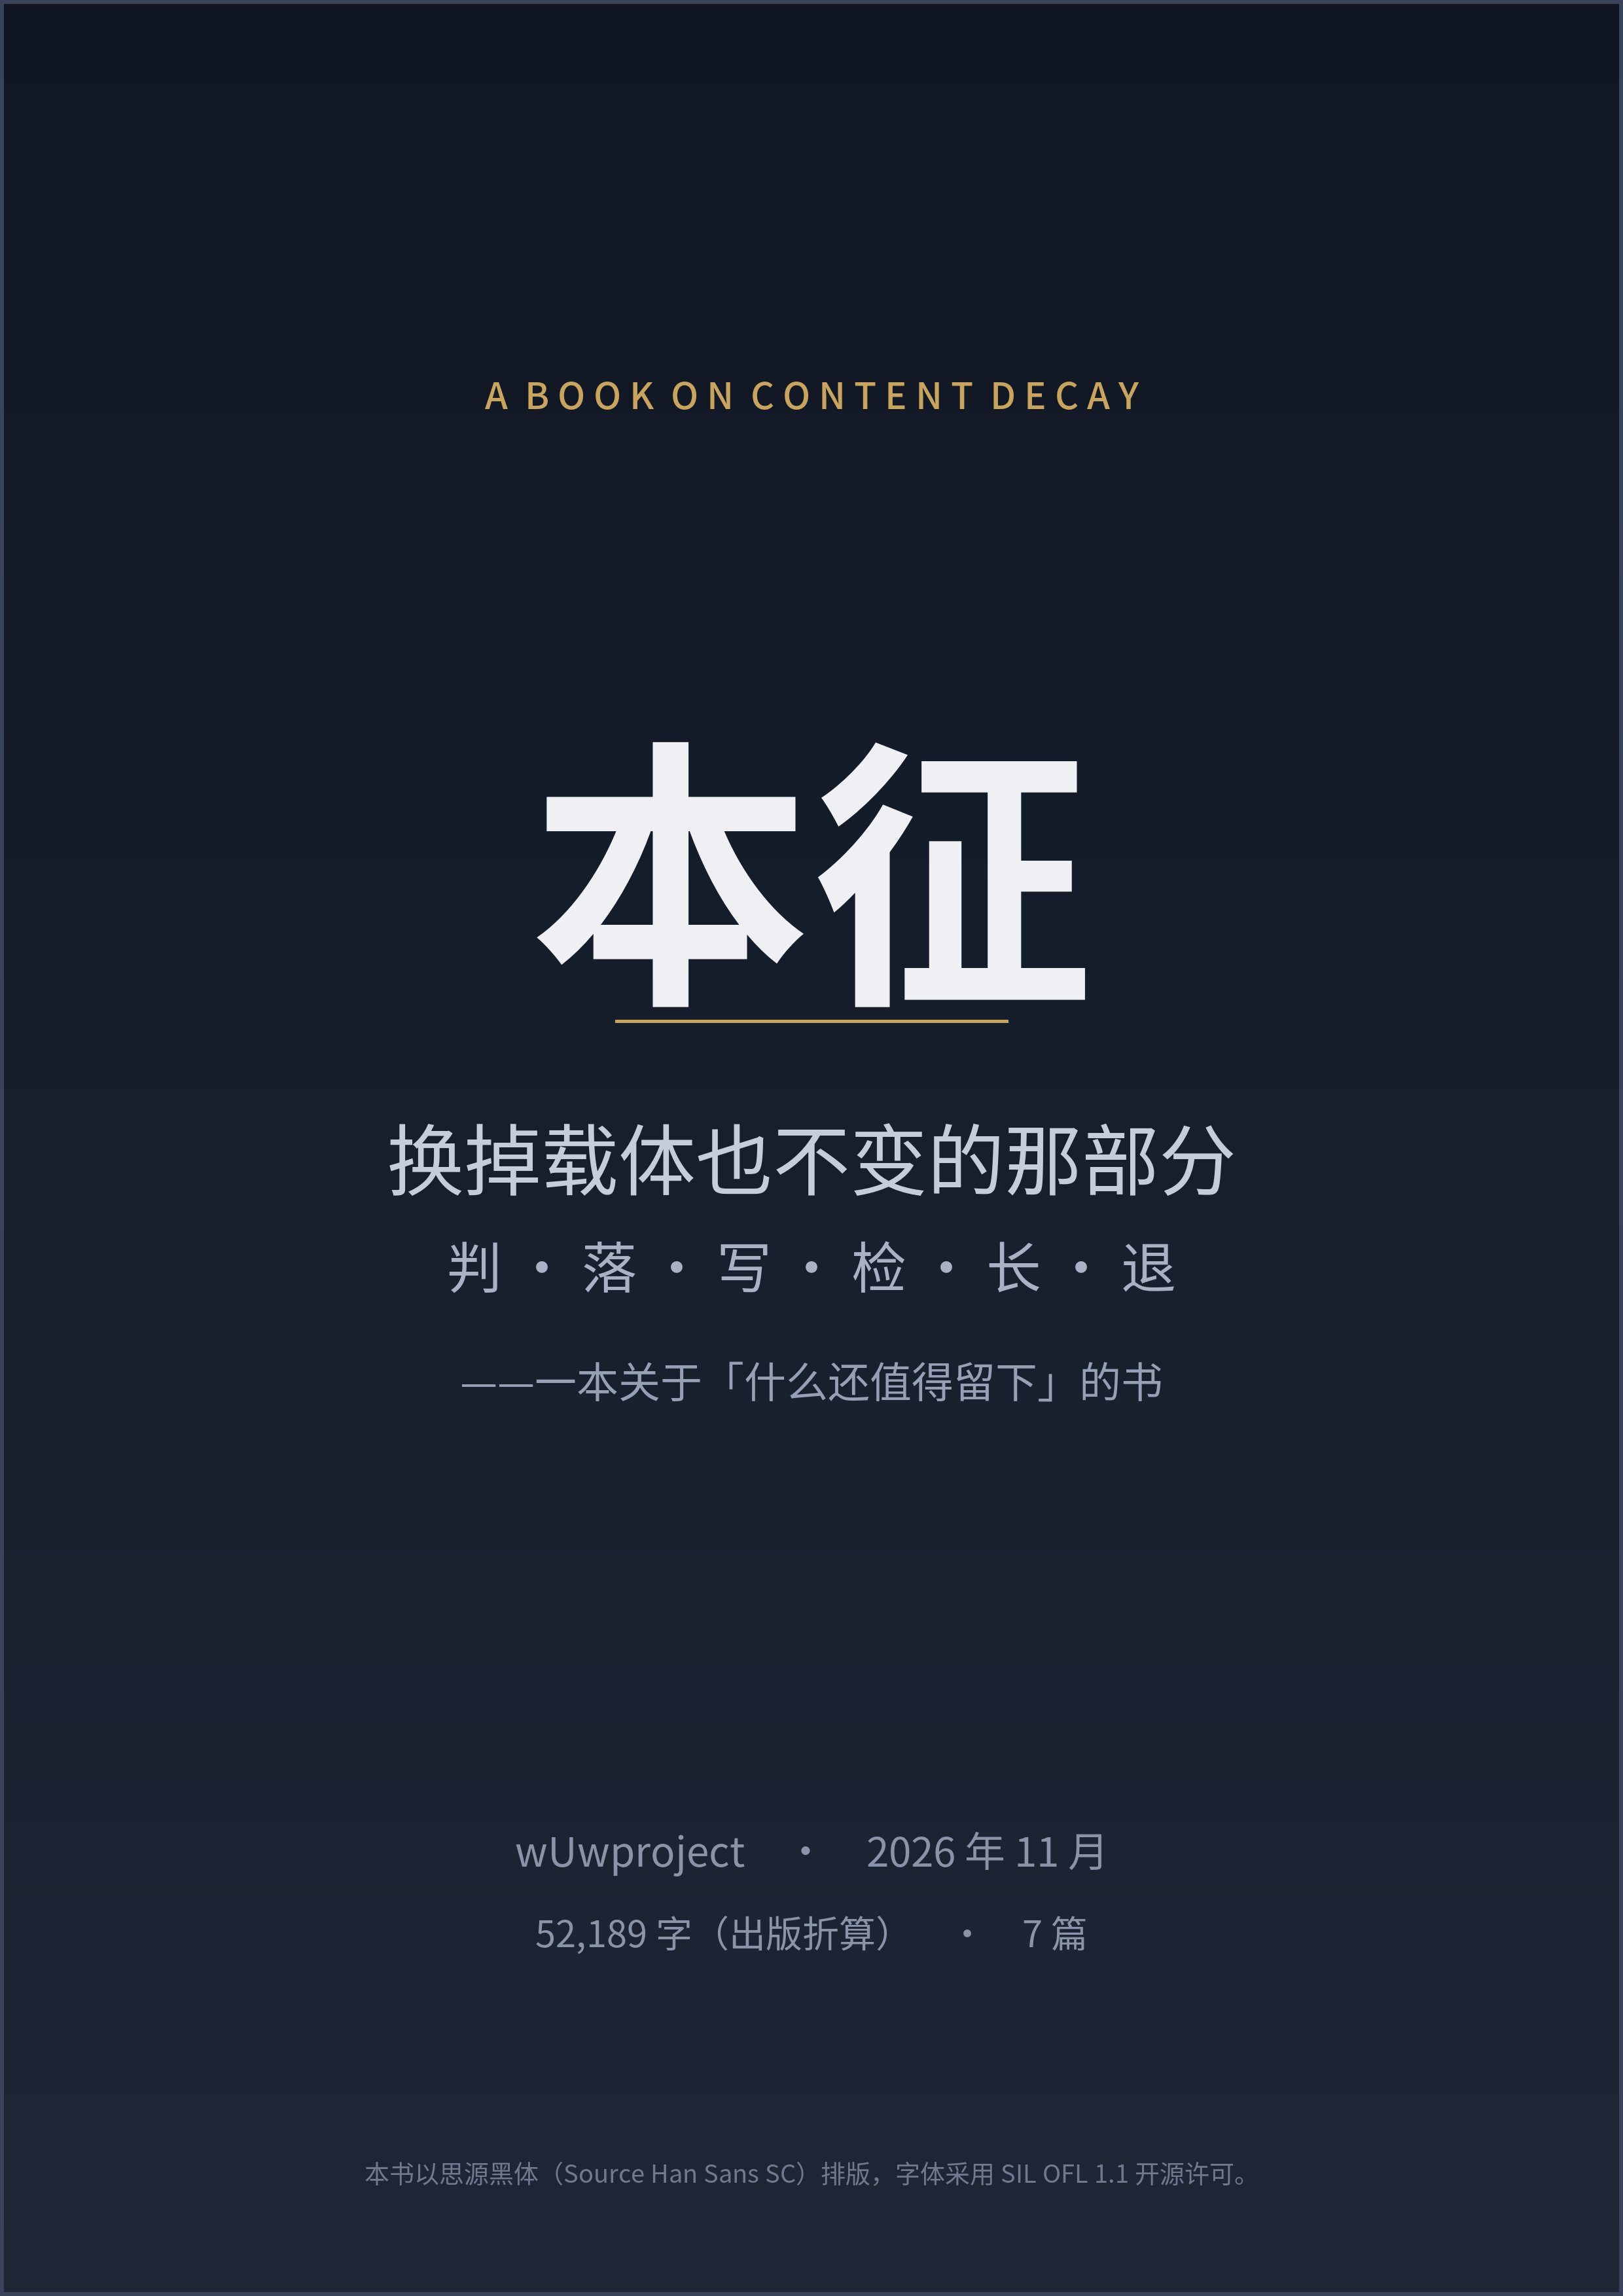 A BOOK ON CONTENT DECAY
本征
换掉载体也不变的那部分
判 · 落 · 写 · 检 · 长 · 退
——一本关于「什么还值得留下」的书
wUwproject · 2026 年 11 月
52,189 字（出版折算） · 7 篇
本书以思源黑体（Source Han Sans SC）排版，字体采用 SIL OFL 1.1 开源许可。